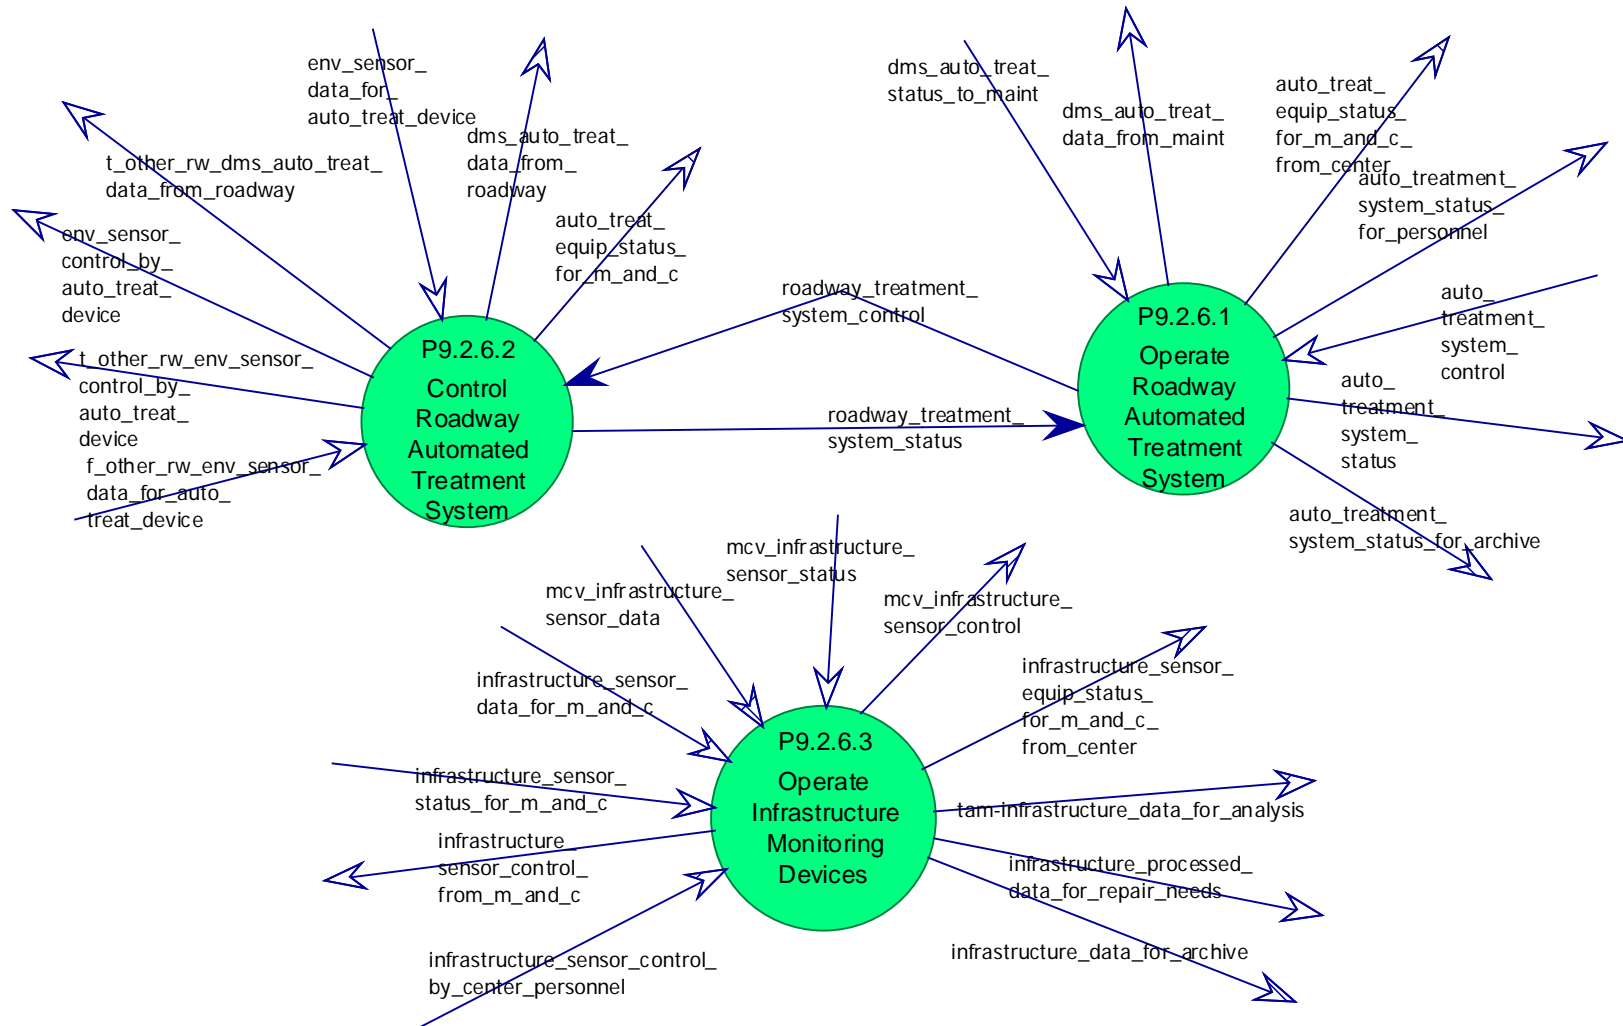 env_sensor_
data_for_
auto_treat_device
t_other_rw_dms_auto_treat_
data_from_roadway
dms_auto_treat_
data_from_
roadway
auto_treat_
equip_status_
for_m_and_c
env_sensor_
control_by_
auto_treat_
device
t_other_rw_env_sensor_
control_by_
auto_treat_
device
f_other_rw_env_sensor_
data_for_auto_
treat_device
P9.2.6.2
Control
Roadway
Automated
Treatment
System
roadway_treatment_
system_control
roadway_treatment_
system_status
dms_auto_treat_
status_to_maint
dms_auto_treat_
data_from_maint
auto_treat_
equip_status_
for_m_and_c_
from_center
auto_treatment_
system_status_
for_personnel
P9.2.6.1
Operate
Roadway
Automated
Treatment
System
auto_
treatment_
system_
control
auto_
treatment_
system_
status
auto_treatment_
system_status_for_archive
mcv_infrastructure_
sensor_status
mcv_infrastructure_
sensor_data
mcv_infrastructure_
sensor_control
infrastructure_sensor_
data_for_m_and_c
infrastructure_sensor_
equip_status_
for_m_and_c_
from_center
infrastructure_sensor_
status_for_m_and_c
P9.2.6.3
Operate
Infrastructure
Monitoring
Devices
tam-infrastructure_data_for_analysis
infrastructure_
sensor_control_
from_m_and_c
infrastructure_processed_
data_for_repair_needs
infrastructure_data_for_archive
infrastructure_sensor_control_
by_center_personnel